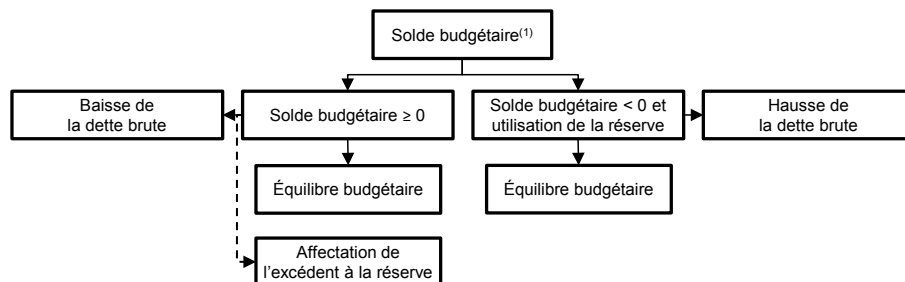 Solde budgétaire(1)
Baisse de
la dette brute
Solde budgétaire ≥ 0
Solde budgétaire < 0 et
utilisation de la réserve
Hausse de
la dette brute
Équilibre budgétaire
Équilibre budgétaire
Affectation de
l'excédent à la réserve